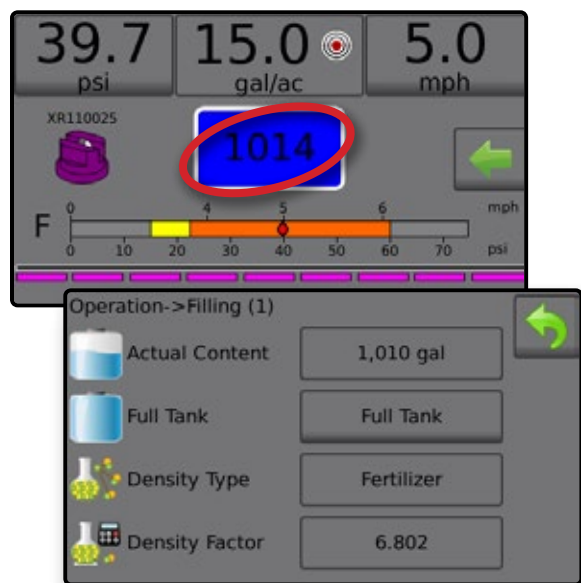 39.7 15.0 5.0
psi gal/ac mph
XR110025
1014
0 4 5 6 mph
F
0 10 20 30 40 50 60 70 psi
Operation->Filling (1)
Actual Content 1,010 gal
Full Tank Full Tank
Density Type Fertilizer
Density Factor 6.802